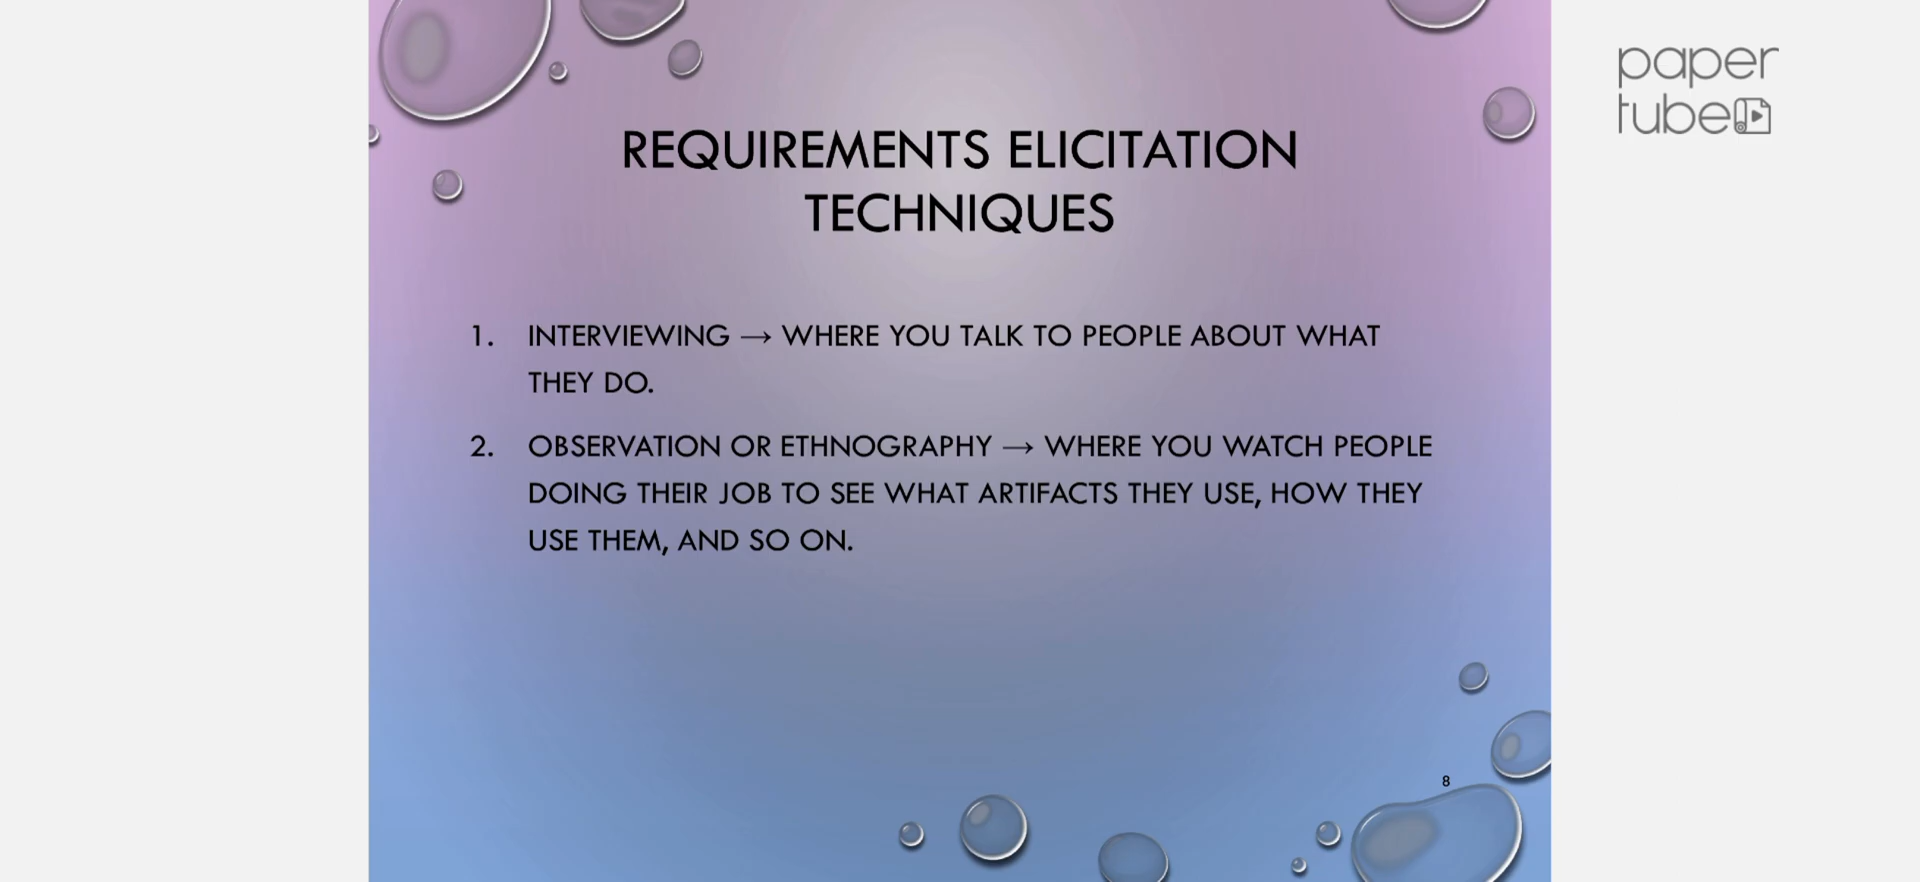 paper
tube
REQUIREMENTS ELICITATION
TECHNIQUES
1. INTERVIEWING → WHERE YOU TALK TO PEOPLE ABOUT WHAT
THEY DO.
2. OBSERVATION OR ETHNOGRAPHY → WHERE YOU WATCH PEOPLE
DOING THEIR JOB TO SEE WHAT ARTIFACTS THEY USE, HOW THEY
USE THEM, AND SO ON.
8